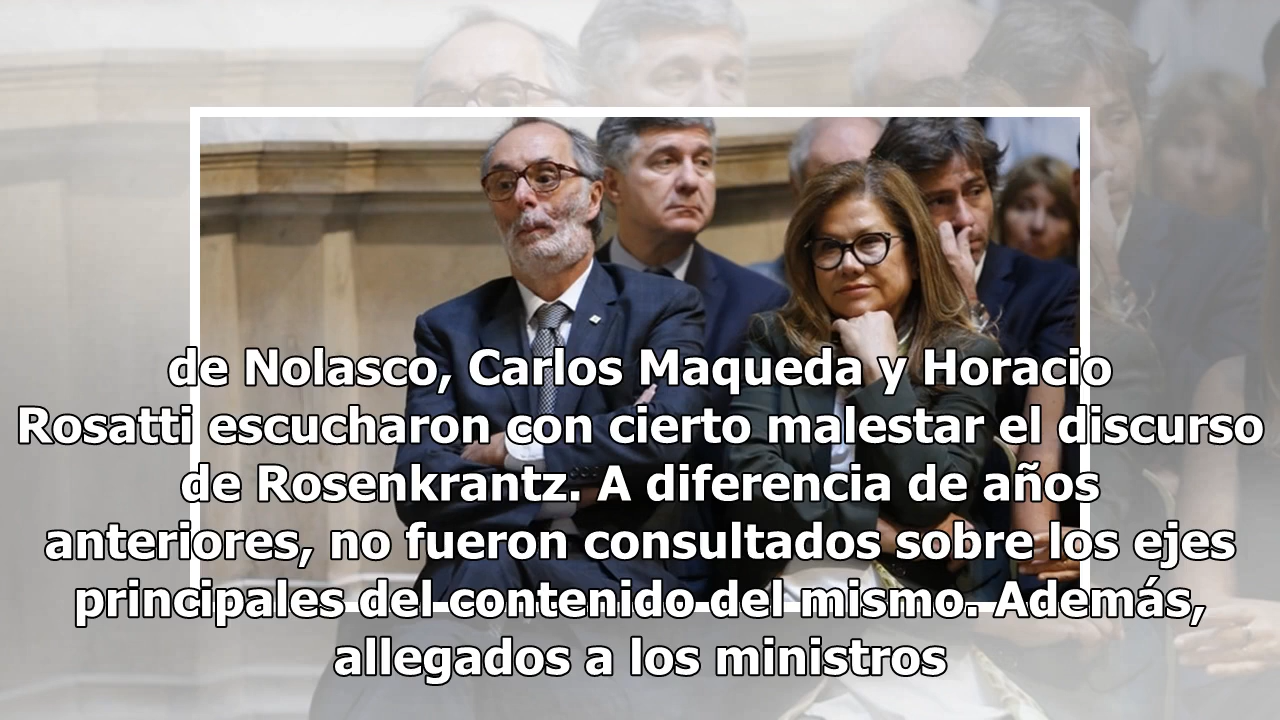 de Nolasco, Carlos Maqueda y Horacio
Rosatti escucharon con cierto malestar el discurso
de Rosenkrantz. A diferencia de años
anteriores, no fueron consultados sobre los ejes
principales del contenido del mismo. Además,
allegados a los ministros